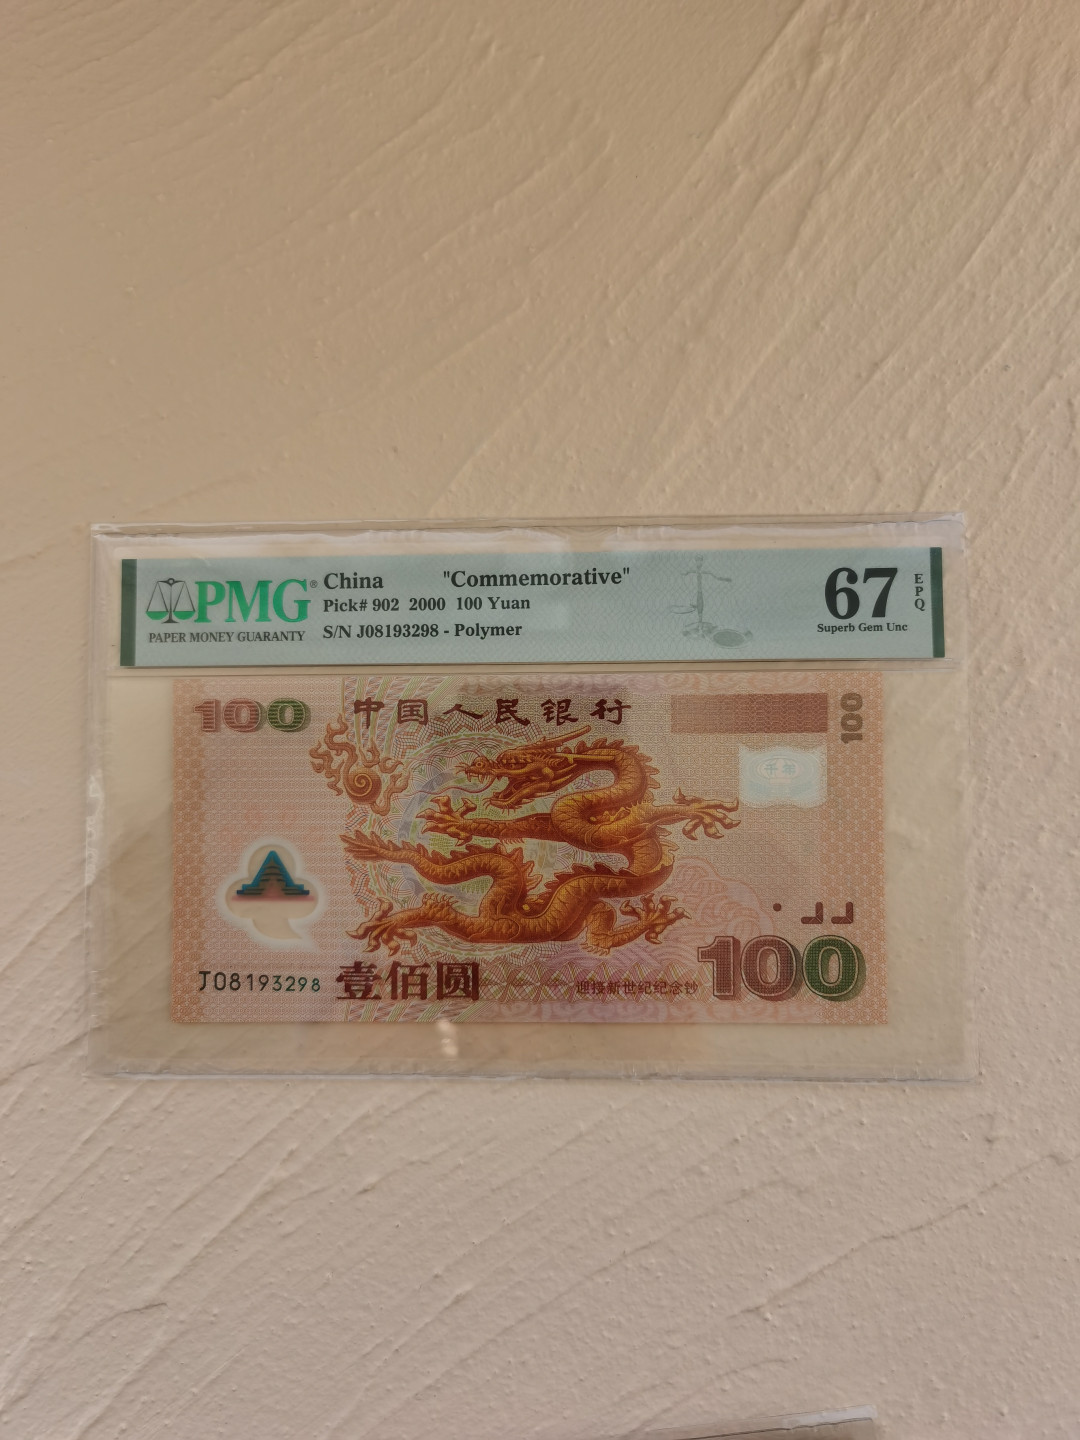 PMG®
PAPER MONEY GUARANTY
China "Commemorative"
Pick# 902 2000 100 Yuan
S/N J08193298 - Polymer
67
EPQ
Superb Gem Unc
100
中国人民银行
100
千年
J08193298
壹佰圆
迎接新世纪纪念钞
100